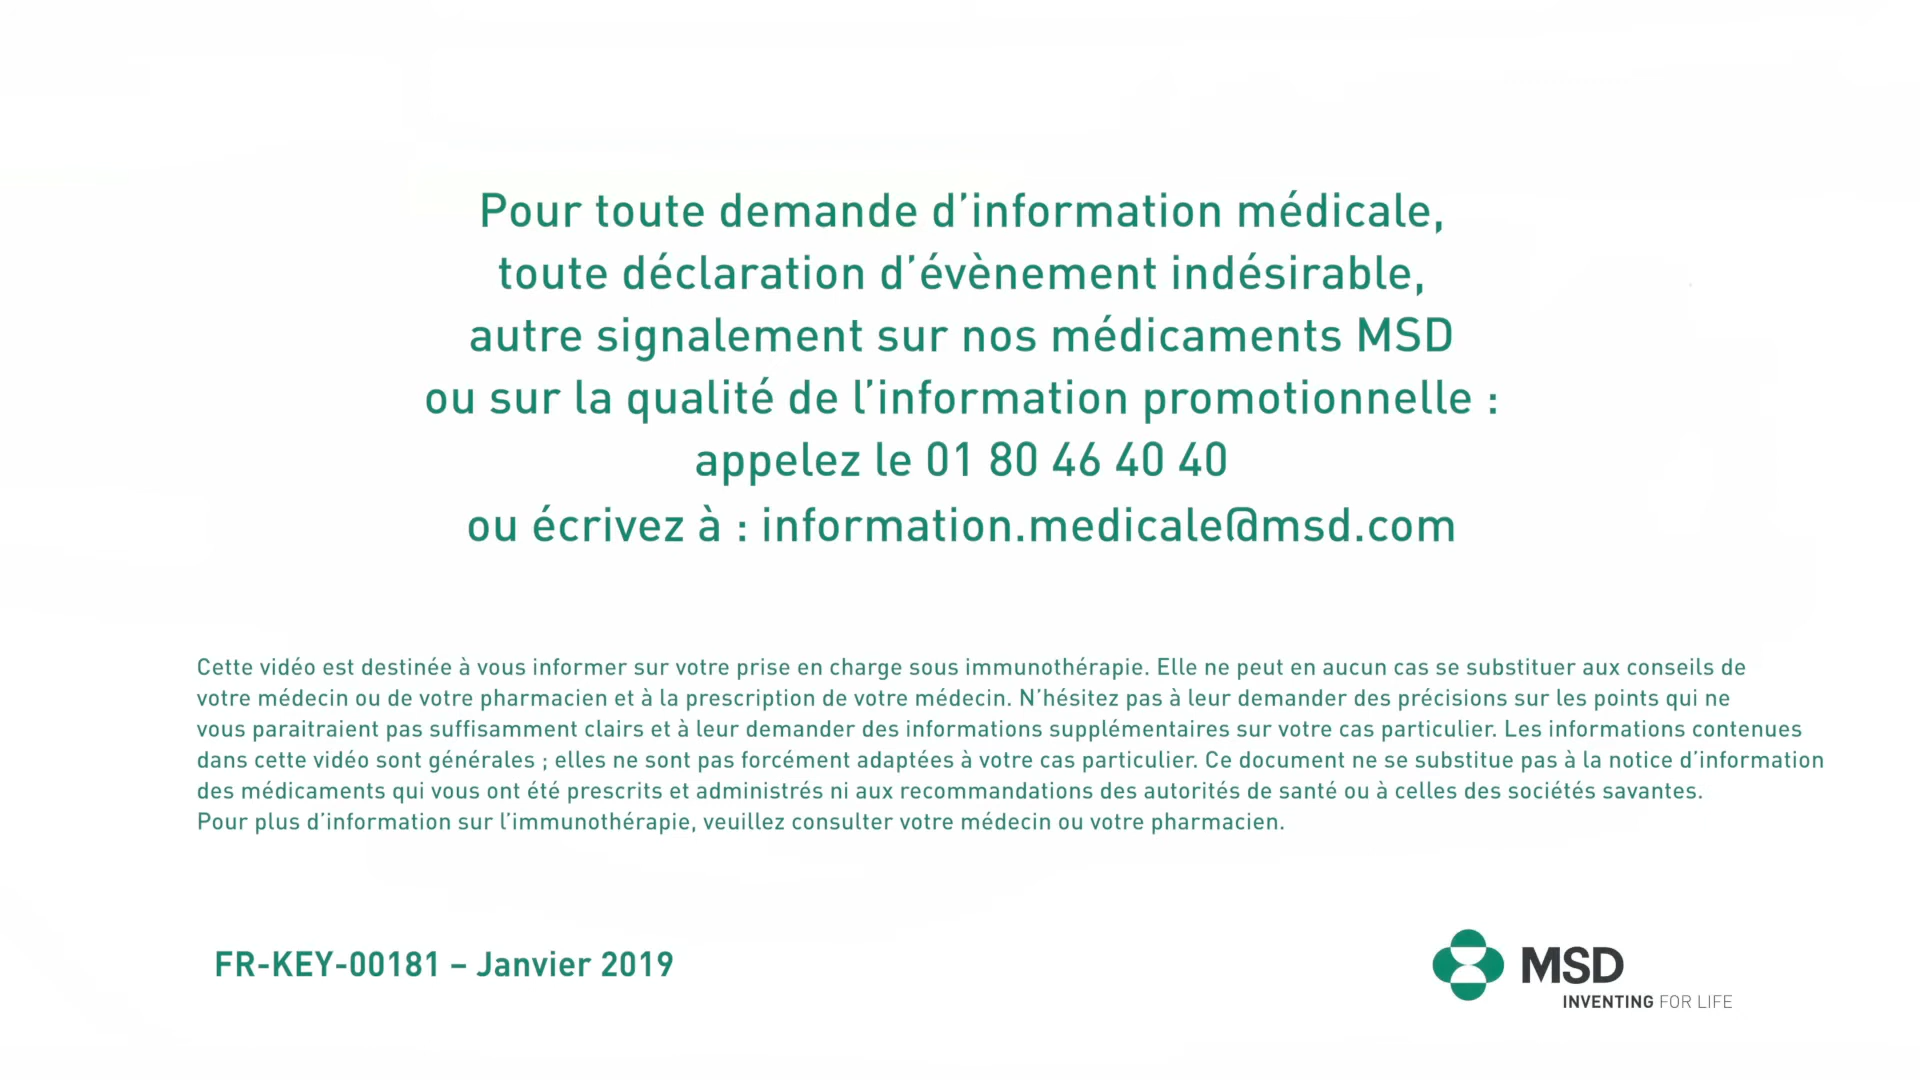 Pour toute demande d’information médicale,
toute déclaration d’évènement indésirable,
autre signalement sur nos médicaments MSD
ou sur la qualité de l’information promotionnelle :
appelez le 01 80 46 40 40
ou écrivez à : information.medicale@msd.com
Cette vidéo est destinée à vous informer sur votre prise en charge sous immunothérapie. Elle ne peut en aucun cas se substituer aux conseils de
votre médecin ou de votre pharmacien et à la prescription de votre médecin. N’hésitez pas à leur demander des précisions sur les points qui ne
vous paraitraient pas suffisamment clairs et à leur demander des informations supplémentaires sur votre cas particulier. Les informations contenues
dans cette vidéo sont générales ; elles ne sont pas forcément adaptées à votre cas particulier. Ce document ne se substitue pas à la notice d’information
des médicaments qui vous ont été prescrits et administrés ni aux recommandations des autorités de santé ou à celles des sociétés savantes.
Pour plus d’information sur l’immunothérapie, veuillez consulter votre médecin ou votre pharmacien.
FR-KEY-00181 – Janvier 2019
MSD
INVENTING FOR LIFE